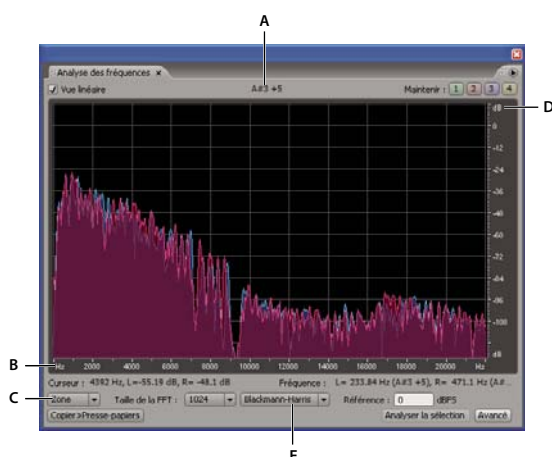 A
Analyse des fréquences ×
Vue linéaire A#3 +5 Maintenir : 1 2 3 4
dB D
0
-12
-24
-36
-48
-60
-72
-84
-96
-108
dB
B Hz 2000 4000 6000 8000 10000 12000 14000 16000 18000 Hz
Curseur : 4392 Hz, L=-55.19 dB, R= -48.1 dB Fréquence : L= 233.84 Hz (A#3 +5), R= 471.1 Hz (A#...
C Zone Taille de la FFT : 1024 Blackmann-Harris Référence : 0 dBFS
Copier>Presse-papiers Analyser la sélection Avancé